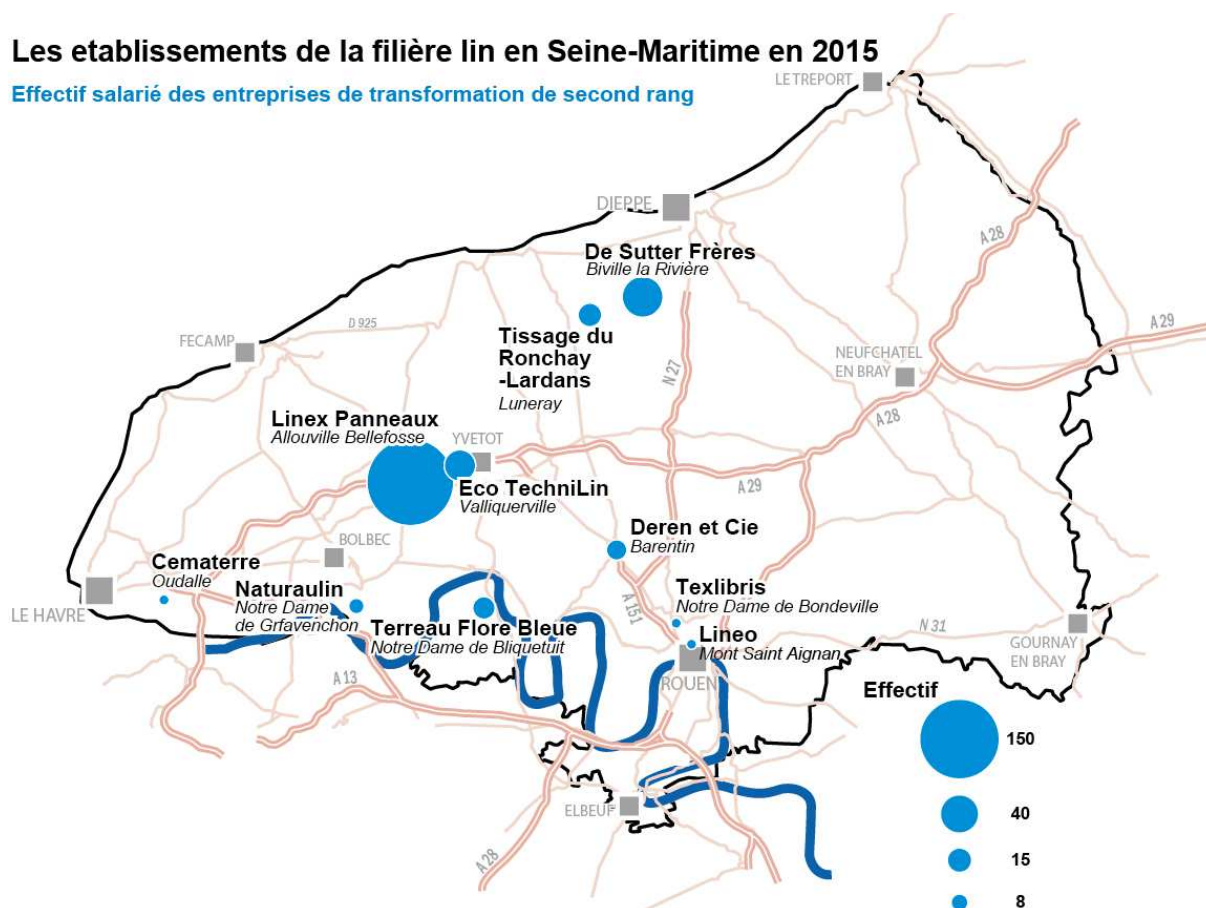 Les etablissements de la filière lin en Seine-Maritime en 2015
Effectif salarié des entreprises de transformation de second rang
LE TREPORT
DIEPPE
A 28
De Sutter Frères
Biville la Rivière
A 29
D 925
FECAMP
Tissage du
Ronchay
-Lardans
Luneray
N 27
NEUFCHATEL
EN BRAY
A 28
Linex Panneaux
Allouville Bellefosse
YVETOT
Eco TechniLin
Valliquerville
A 29
Deren et Cie
Barentin
BOLBEC
Cematerre
Oudalle
Naturaulin
Notre Dame
de Grfavenchon
LE HAVRE
Terreau Flore Bleue
Notre Dame de Bliquetuit
A 151
Texlibris
Notre Dame de Bondeville
Lineo
Mont Saint Aignan
N 31
GOURNAY
EN BRAY
A 13
ROUEN
Effectif
150
ELBEUF
40
A 28
15
8